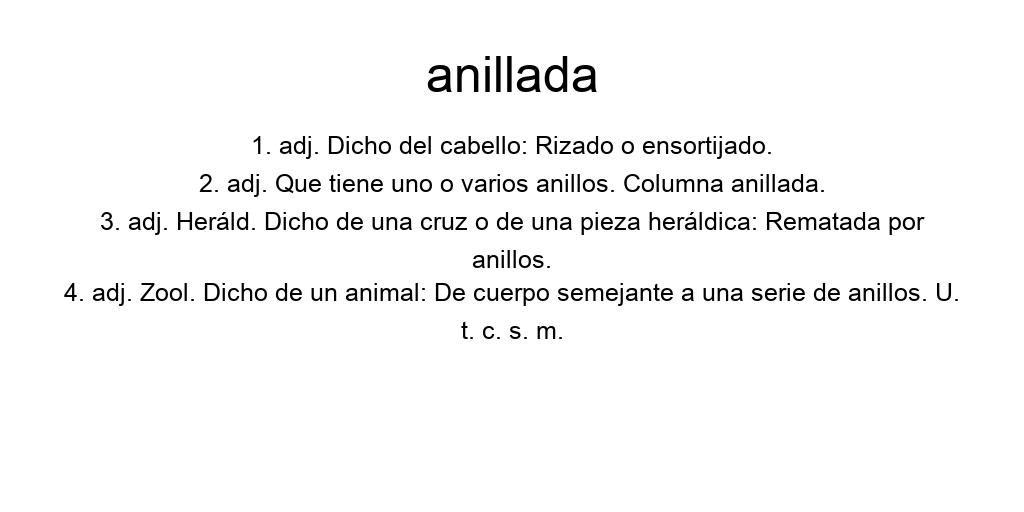 anillada
1. adj. Dicho del cabello: Rizado o ensortijado.
2. adj. Que tiene uno o varios anillos. Columna anillada.
3. adj. Heráld. Dicho de una cruz o de una pieza heráldica: Rematada por
anillos.
4. adj. Zool. Dicho de un animal: De cuerpo semejante a una serie de anillos. U.
t. c. s. m.